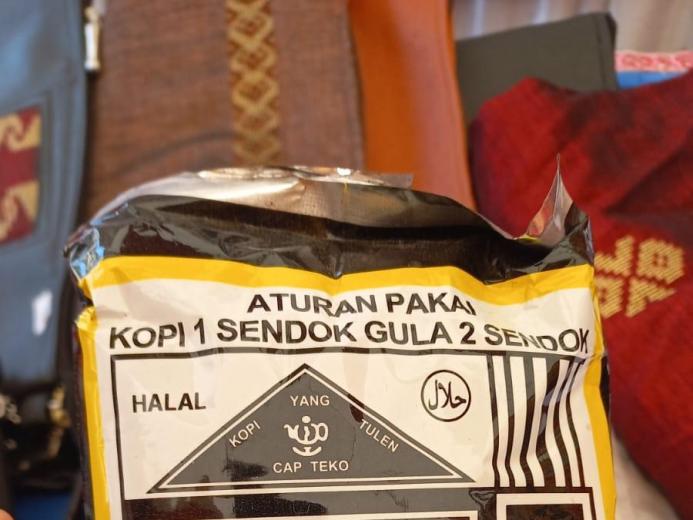 ATURAN PAKAI
KOPI 1 SENDOK GULA 2 SENDOK
HALAL
حلال
YANG
KOPI TULEN
CAP TEKO